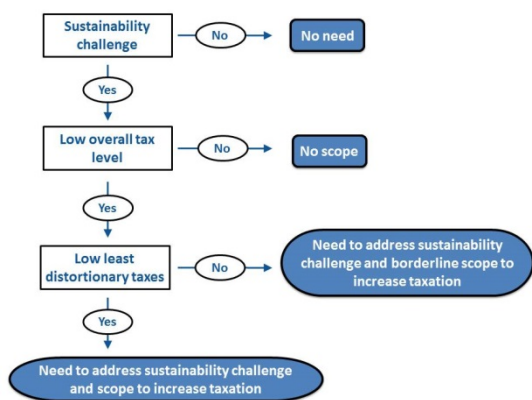 Sustainability
challenge
No
No need
Yes
Low overall tax
level
No
No scope
Yes
Low least
distortionary taxes
No
Need to address sustainability
challenge and borderline scope to
increase taxation
Yes
Need to address sustainability challenge
and scope to increase taxation